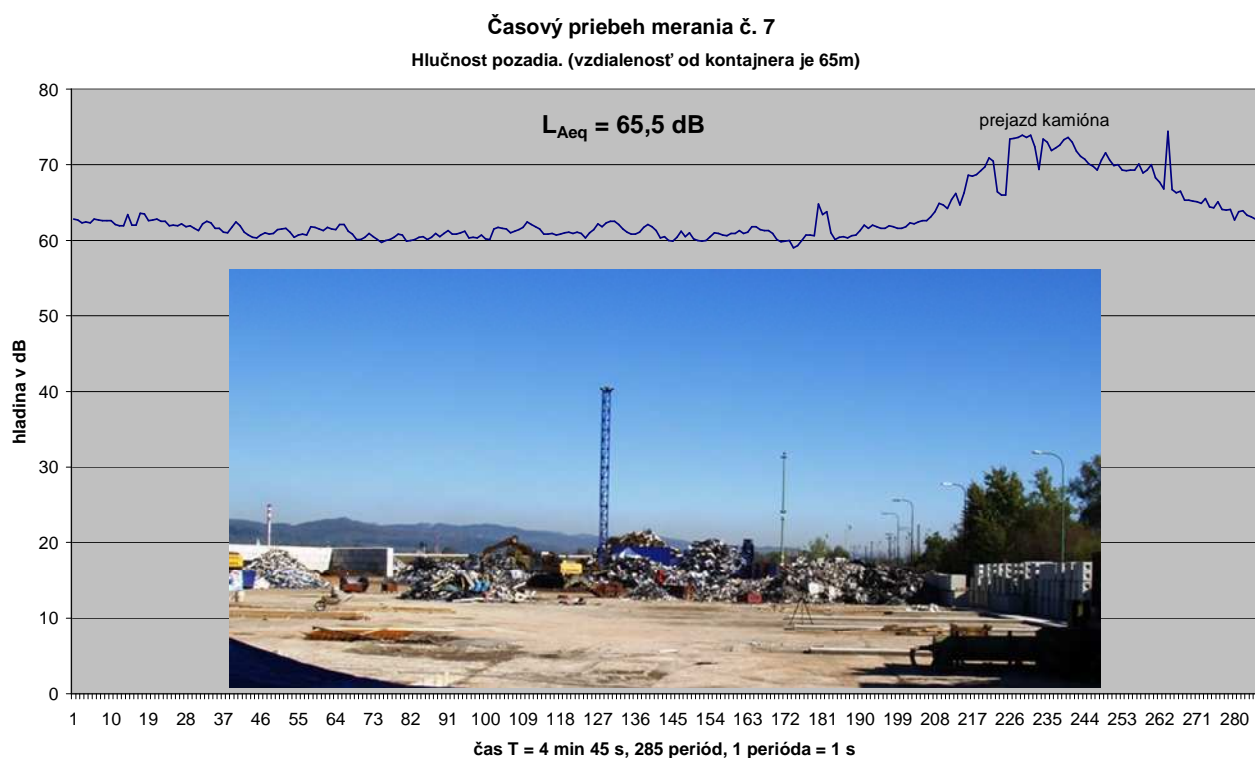 Časový priebeh merania č. 7
Hlučnost pozadia. (vzdialenosť od kontajnera je 65m)
L_Aeq = 65,5 dB
prejazd kamióna
hladina v dB
80
70
60
50
40
30
20
10
0
1 10 19 28 37 46 55 64 73 82 91 100 109 118 127 136 145 154 163 172 181 190 199 208 217 226 235 244 253 262 271 280
čas T = 4 min 45 s, 285 periód, 1 perióda = 1 s